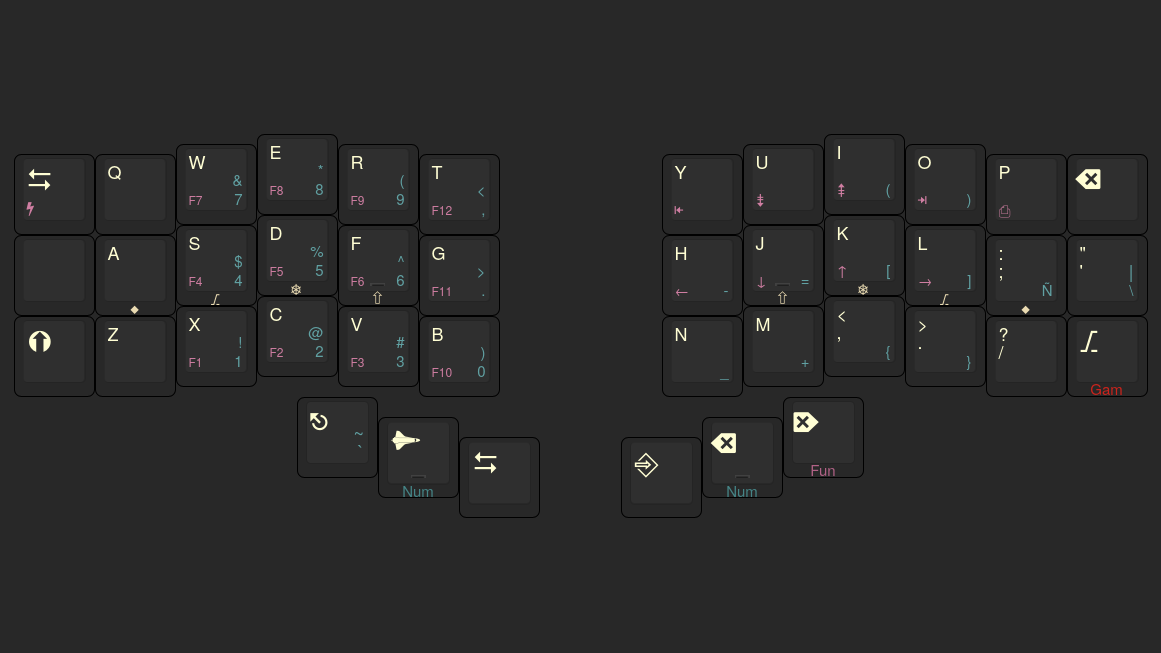 Q
W & F7 7
E * F8 8
R ( F9 9
T < F12 ,
Y
U
I (
O )
P
A
S $ F4 4
D % F5 5
F ^ F6 6
G > F11 .
H ← -
J ↓ =
K ↑ [
L → ]
: ; Ñ
" ' | \
Z
X ! F1 1
C @ F2 2
V # F3 3
B ) F10 0
N _
M +
< , {
> . }
? /
Gam
~ `
Num
Num
Fun